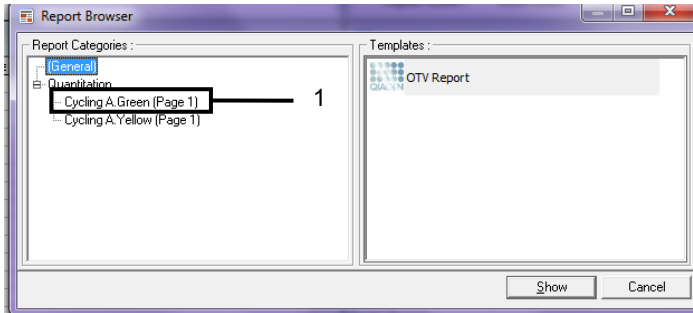 Report Browser
Report Categories :
(General)
Quantitation
Cycling A.Green (Page 1)
Cycling A.Yellow (Page 1)
1
Templates :
QIAGEN
OTV Report
Show
Cancel